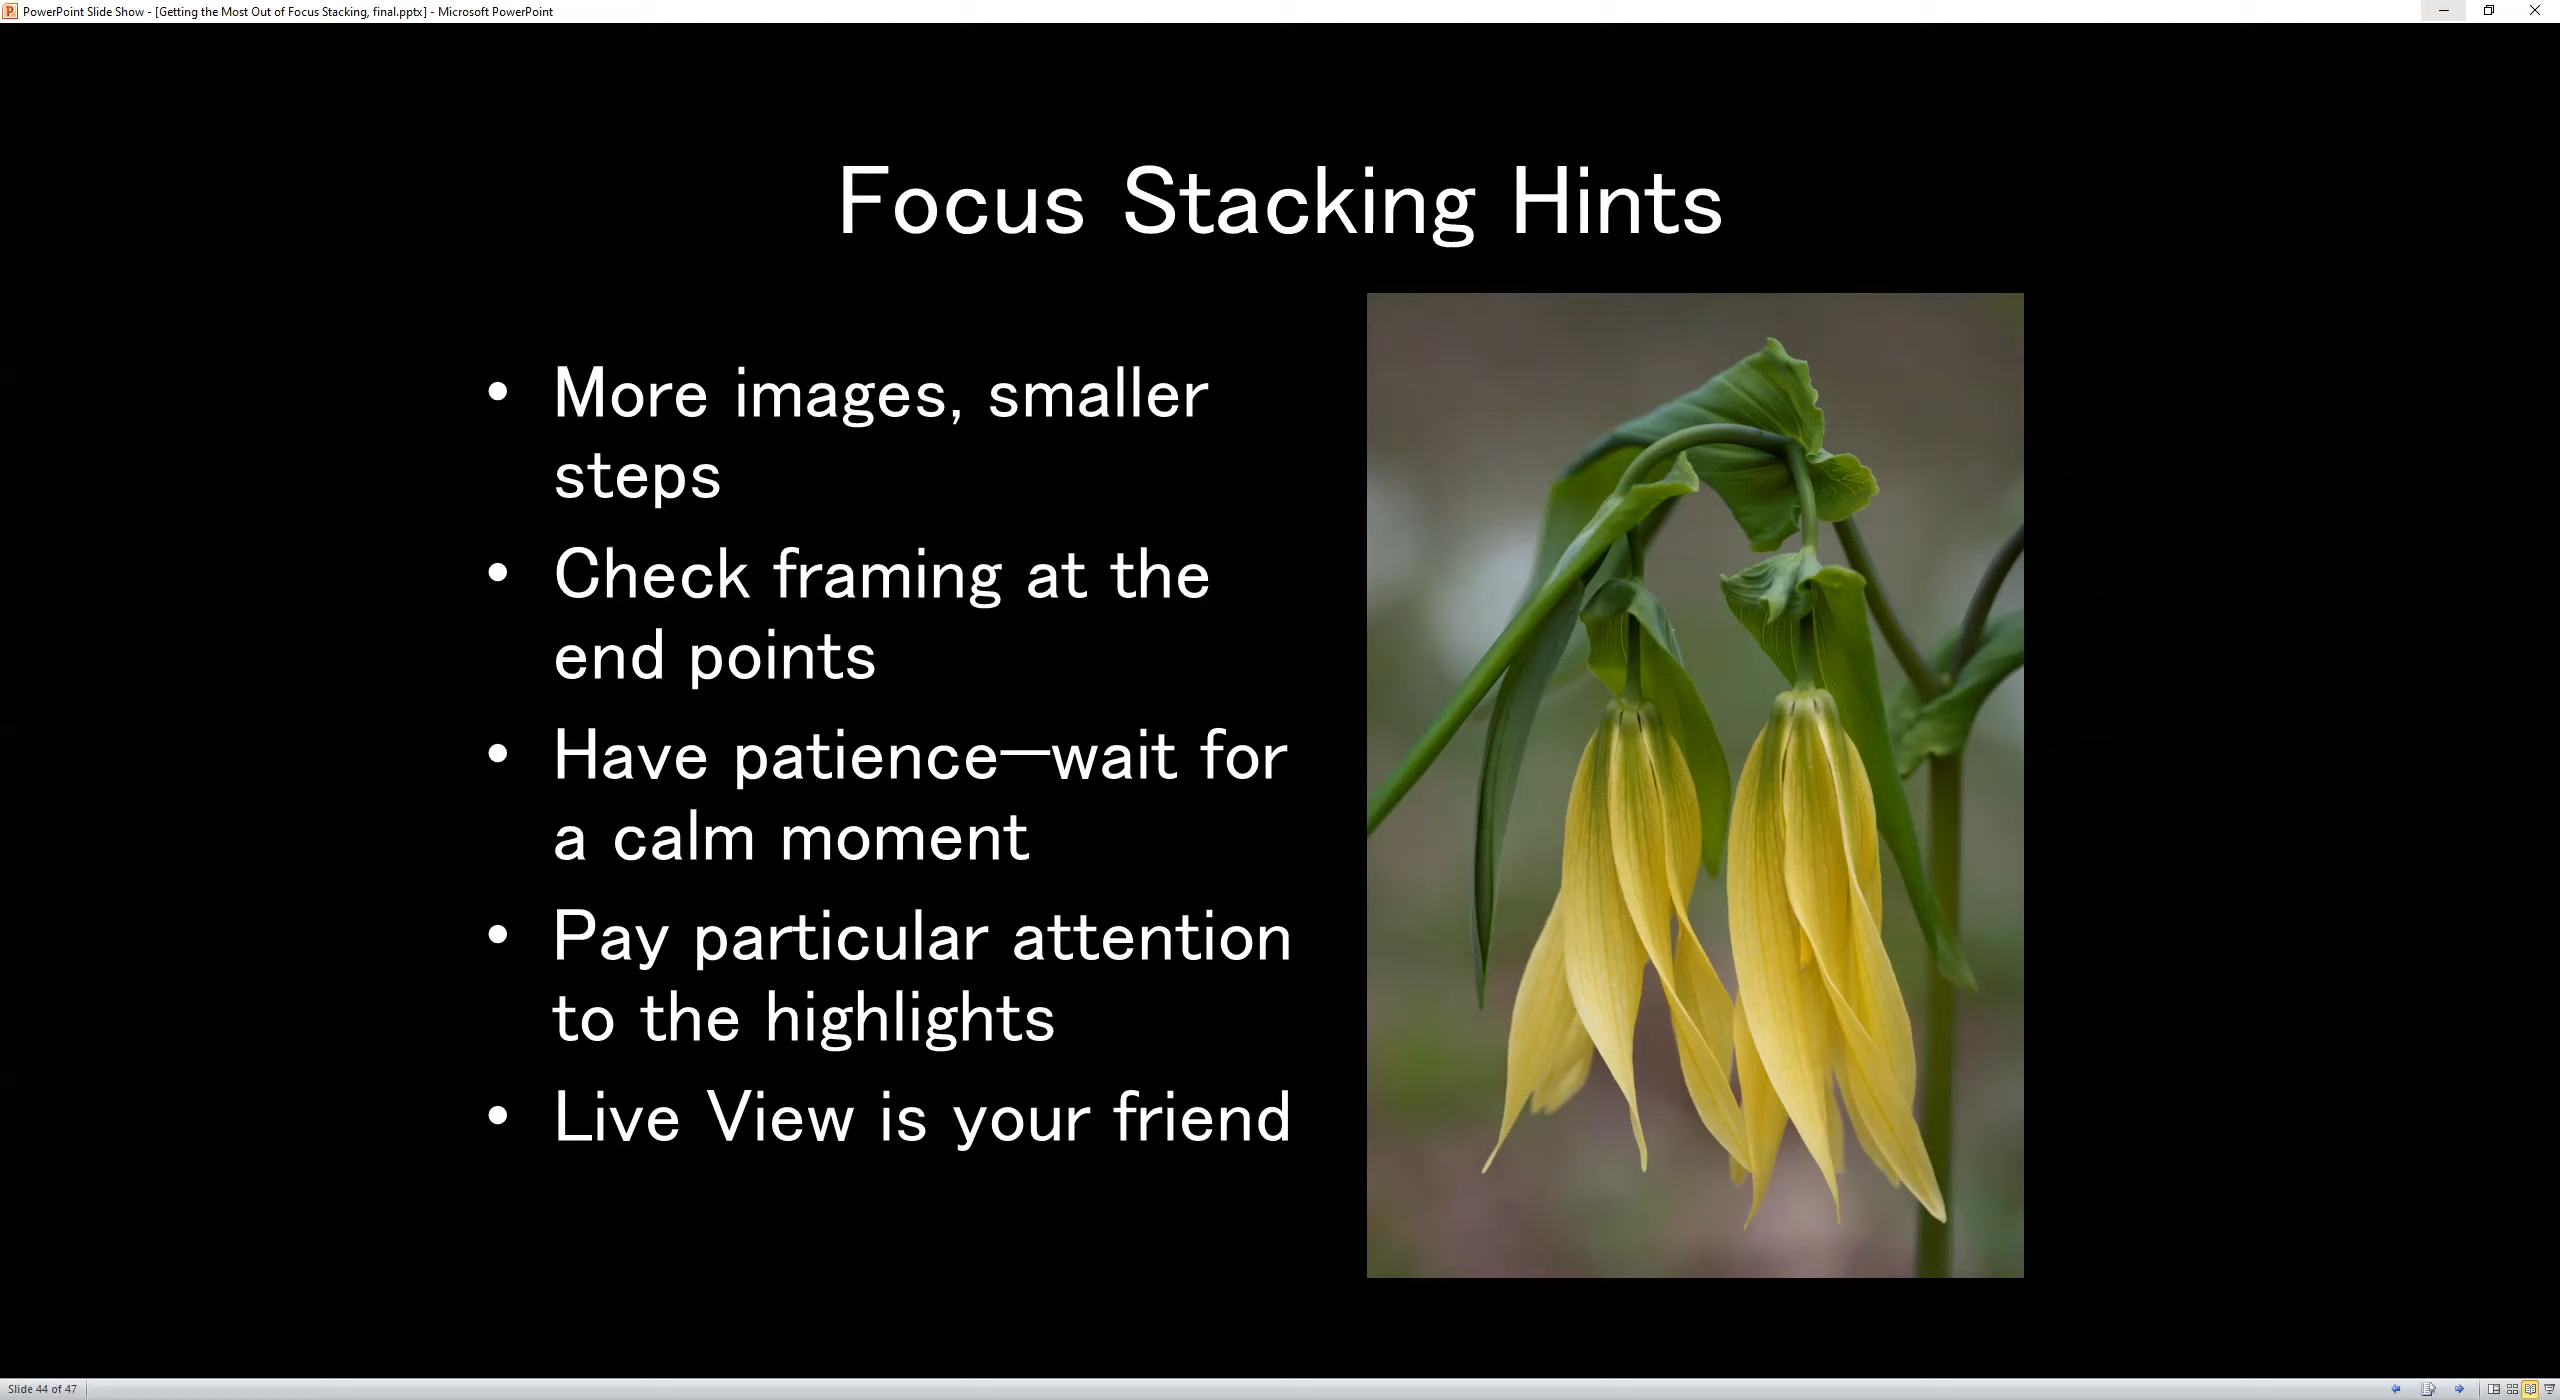 PowerPoint Slide Show - [Getting the Most Out of Focus Stacking, final.pptx] - Microsoft PowerPoint
Focus Stacking Hints
• More images, smaller
steps
• Check framing at the
end points
• Have patience—wait for
a calm moment
• Pay particular attention
to the highlights
• Live View is your friend
Slide 44 of 47